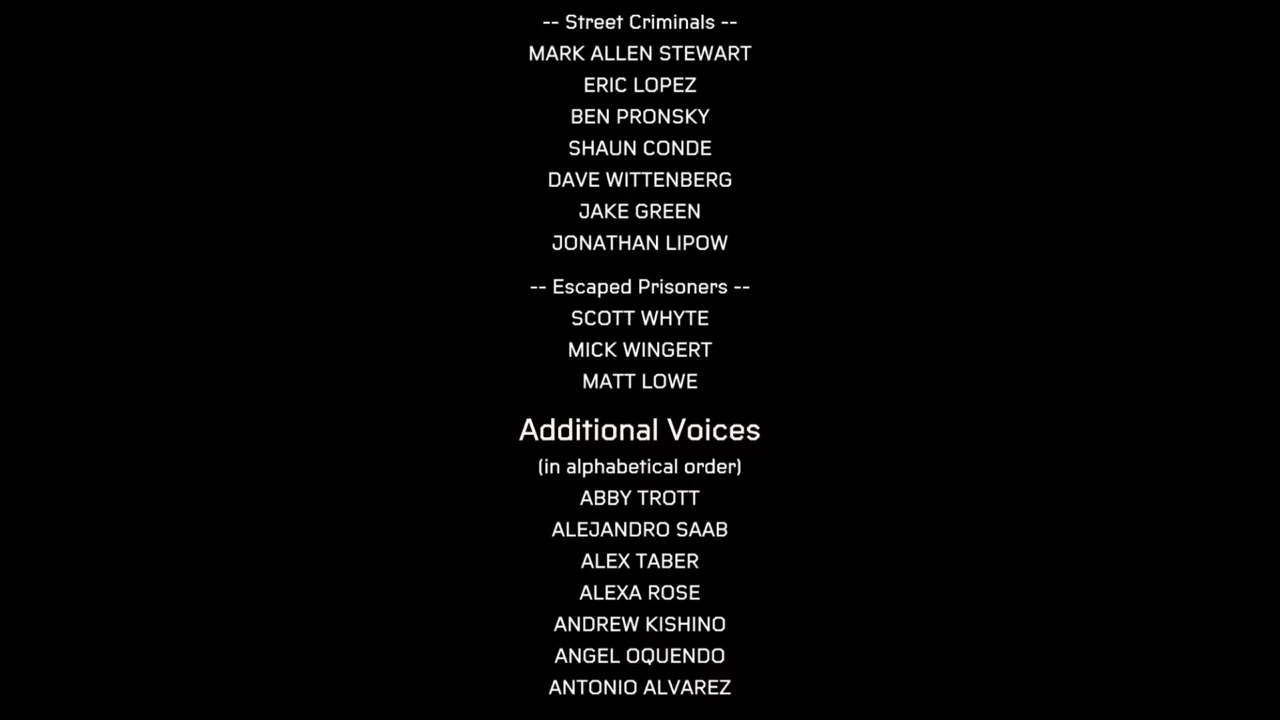 -- Street Criminals --
MARK ALLEN STEWART
ERIC LOPEZ
BEN PRONSKY
SHAUN CONDE
DAVE WITTENBERG
JAKE GREEN
JONATHAN LIPOW
-- Escaped Prisoners --
SCOTT WHYTE
MICK WINGERT
MATT LOWE
Additional Voices
(in alphabetical order)
ABBY TROTT
ALEJANDRO SAAB
ALEX TABER
ALEXA ROSE
ANDREW KISHINO
ANGEL OQUENDO
ANTONIO ALVAREZ